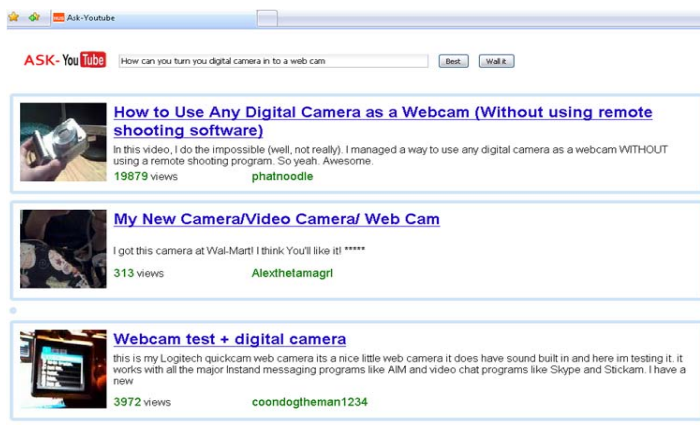 Ask-Youtube
ASK-YouTube
How can you turn you digital camera in to a web cam
Best
Wall it
How to Use Any Digital Camera as a Webcam (Without using remote
shooting software)
In this video, I do the impossible (well, not really). I managed a way to use any digital camera as a webcam WITHOUT
using a remote shooting program. So yeah. Awesome.
19879 views phatnoodle
My New Camera/Video Camera/ Web Cam
I got this camera at Wal-Mart! I think You'll like it! *****
313 views Alexthetamagrl
Webcam test + digital camera
this is my Logitech quickcam web camera its a nice little web camera it does have sound built in and here im testing it. it
works with all the major Instand messaging programs like AIM and video chat programs like Skype and Stickam. I have a
new
3972 views coondogtheman1234